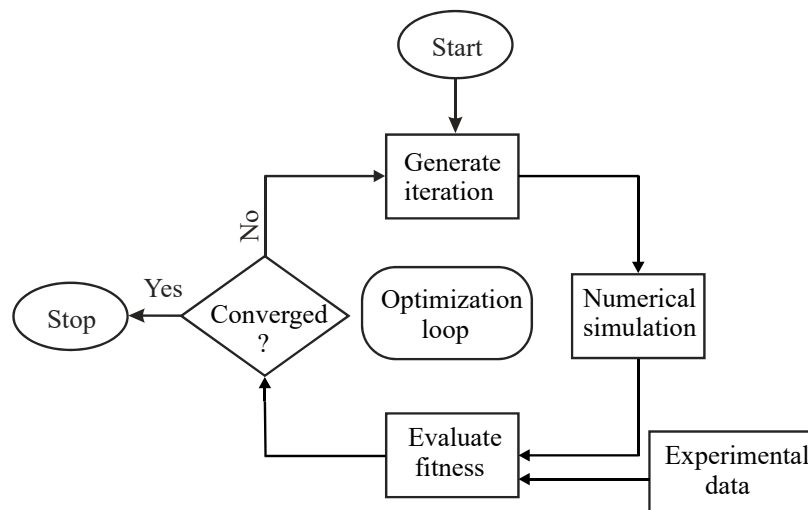 Start
Generate
iteration
No
Yes
Stop
Converged
?
Optimization
loop
Numerical
simulation
Evaluate
fitness
Experimental
data